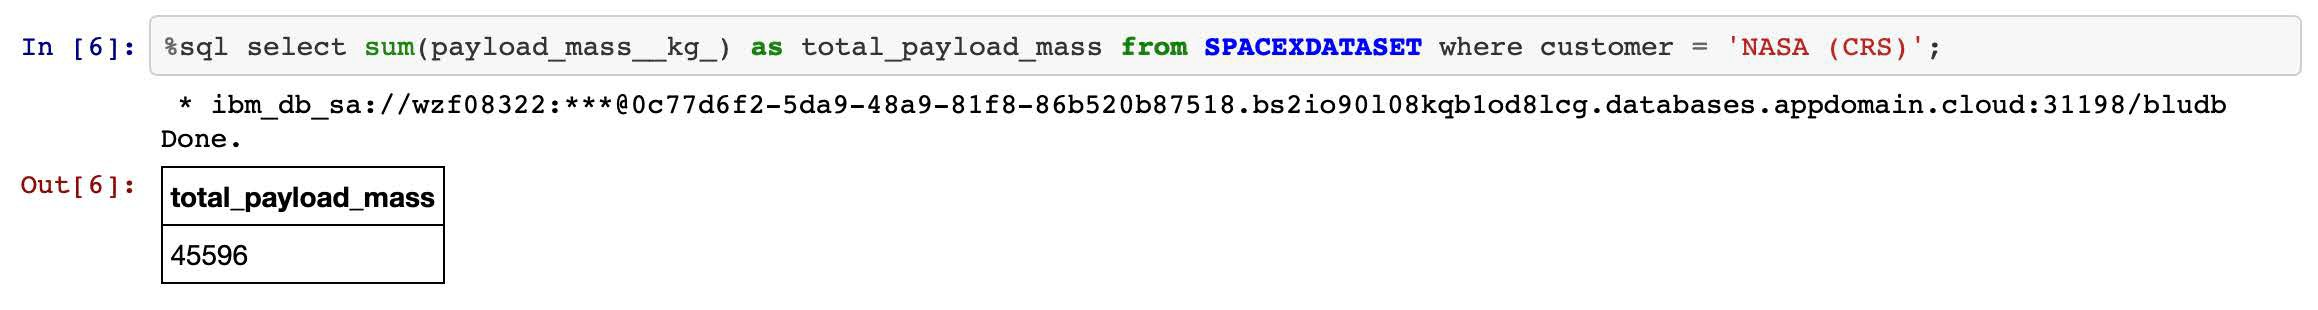 In [6]: %sql select sum(payload_mass__kg_) as total_payload_mass from SPACEXDATASET where customer = 'NASA (CRS)';
* ibm_db_sa://wzf08322:***@0c77d6f2-5da9-48a9-81f8-86b520b87518.bs2io90l08kqb1od8lcg.databases.appdomain.cloud:31198/bludb
Done.
Out[6]: total_payload_mass
45596